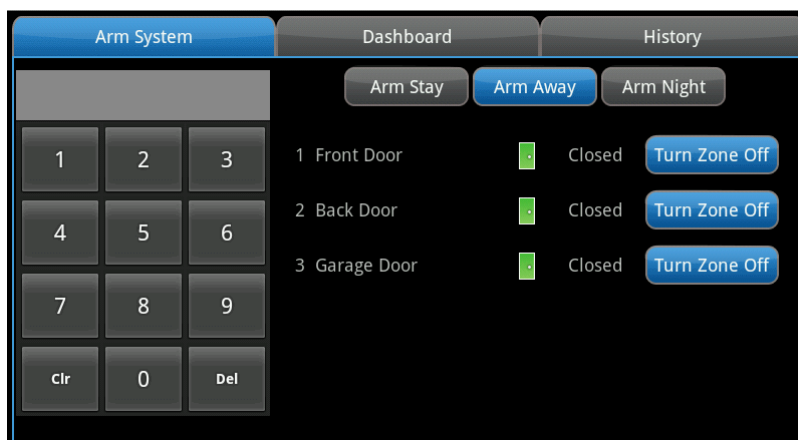 Arm System Dashboard History
Arm Stay Arm Away Arm Night
1 2 3
4 5 6
7 8 9
Clr 0 Del
1 Front Door Closed Turn Zone Off
2 Back Door Closed Turn Zone Off
3 Garage Door Closed Turn Zone Off